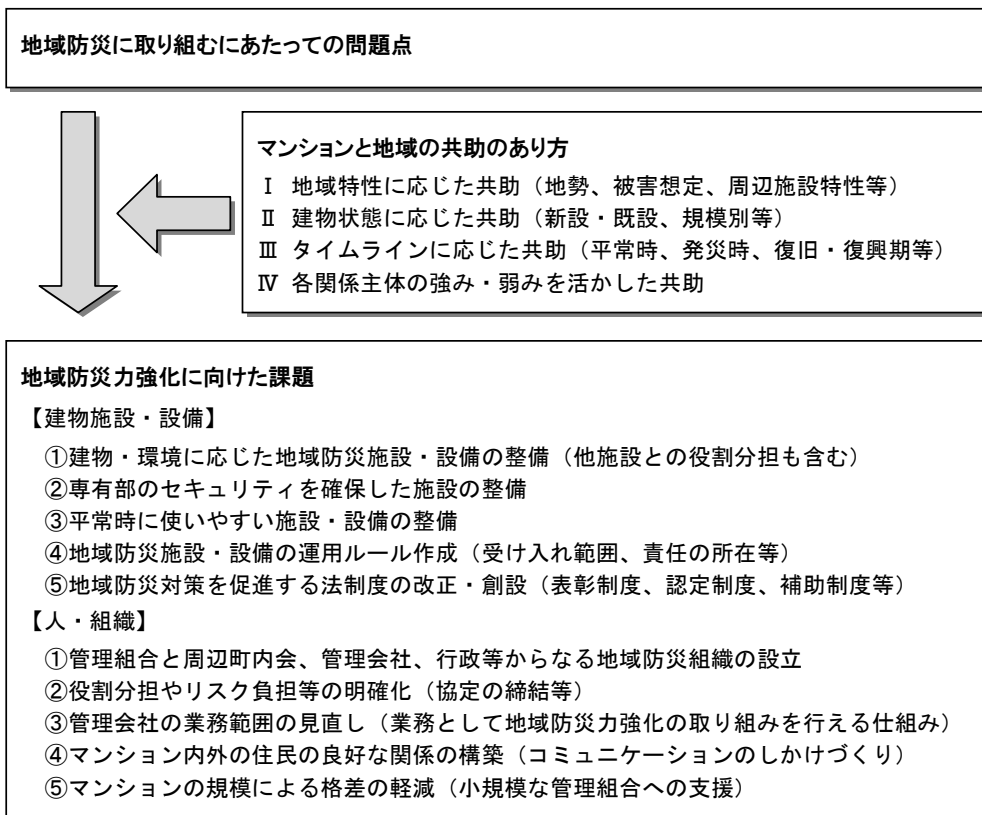 地域防災に取り組むにあたっての問題点
マンションと地域の共助のあり方
Ⅰ 地域特性に応じた共助（地勢、被害想定、周辺施設特性等）
Ⅱ 建物状態に応じた共助（新設・既設、規模別等）
Ⅲ タイムラインに応じた共助（平常時、発災時、復旧・復興期等）
Ⅳ 各関係主体の強み・弱みを活かした共助
地域防災力強化に向けた課題
【建物施設・設備】
①建物・環境に応じた地域防災施設・設備の整備（他施設との役割分担も含む）
②専有部のセキュリティを確保した施設の整備
③平常時に使いやすい施設・設備の整備
④地域防災施設・設備の運用ルール作成（受け入れ範囲、責任の所在等）
⑤地域防災対策を促進する法制度の改正・創設（表彰制度、認定制度、補助制度等）
【人・組織】
①管理組合と周辺町内会、管理会社、行政等からなる地域防災組織の設立
②役割分担やリスク負担等の明確化（協定の締結等）
③管理会社の業務範囲の見直し（業務として地域防災力強化の取り組みを行える仕組み）
④マンション内外の住民の良好な関係の構築（コミュニケーションのしかけづくり）
⑤マンションの規模による格差の軽減（小規模な管理組合への支援）